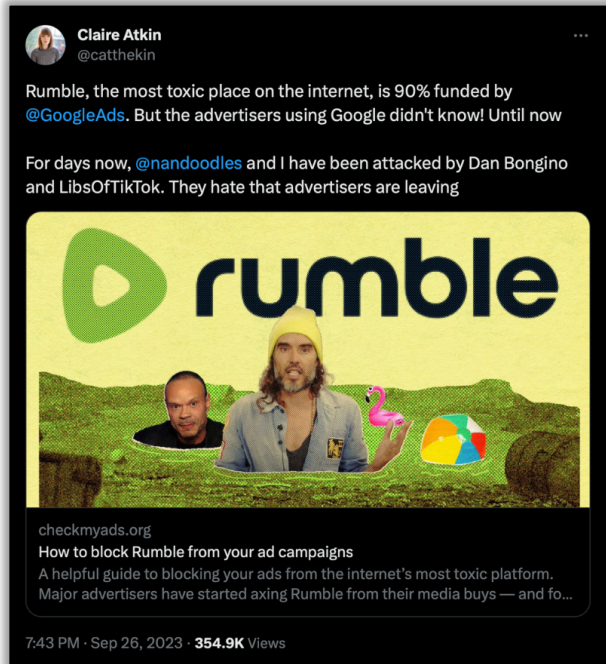 Claire Atkin
@catthekin
Rumble, the most toxic place on the internet, is 90% funded by
@GoogleAds. But the advertisers using Google didn't know! Until now
For days now, @nandoodles and I have been attacked by Dan Bongino
and LibsOfTikTok. They hate that advertisers are leaving
rumble
checkmyads.org
How to block Rumble from your ad campaigns
A helpful guide to blocking your ads from the internet's most toxic platform.
Major advertisers have started axing Rumble from their media buys — and fo...
7:43 PM · Sep 26, 2023 · 354.9K Views